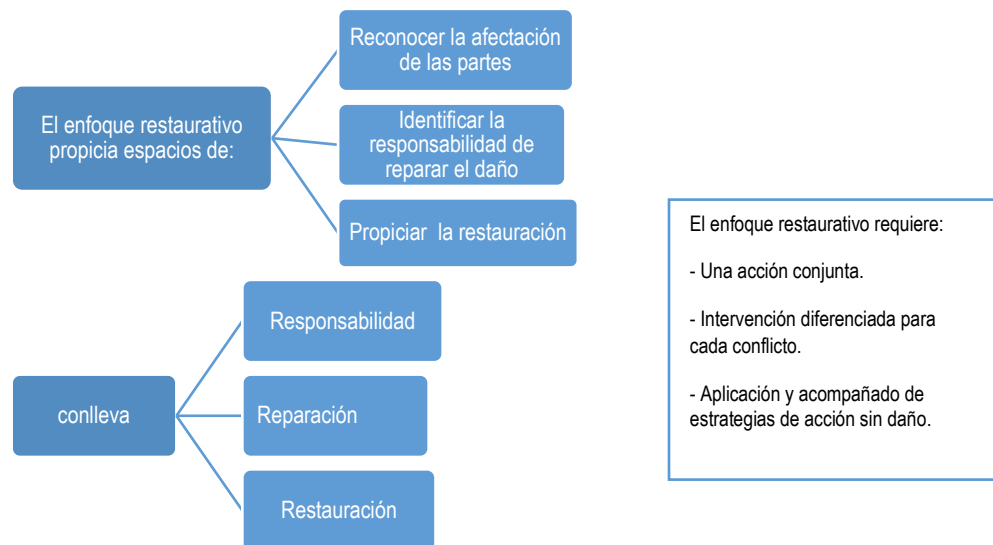 El enfoque restaurativo
propicia espacios de:
Reconocer la afectación
de las partes
Identificar la
responsabilidad de
reparar el daño
Propiciar la restauración
conlleva
Responsabilidad
Reparación
Restauración
El enfoque restaurativo requiere:
- Una acción conjunta.
- Intervención diferenciada para
cada conflicto.
- Aplicación y acompañado de
estrategias de acción sin daño.